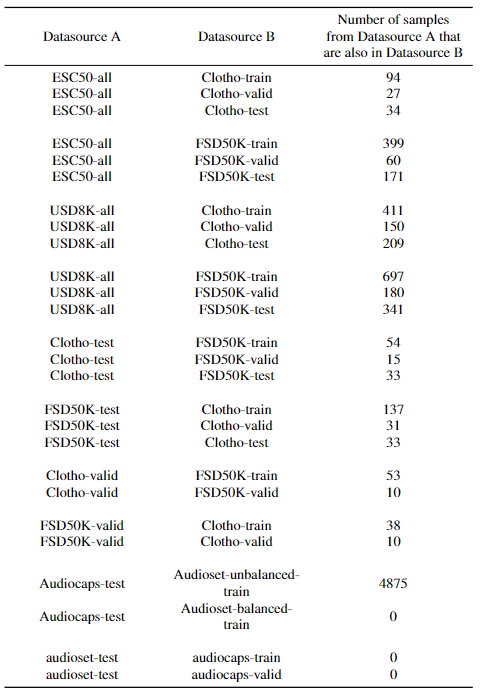 Datasource A Datasource B Number of samples
from Datasource A that
are also in Datasource B
ESC50-all Clotho-train 94
ESC50-all Clotho-valid 27
ESC50-all Clotho-test 34
ESC50-all FSD50K-train 399
ESC50-all FSD50K-valid 60
ESC50-all FSD50K-test 171
USD8K-all Clotho-train 411
USD8K-all Clotho-valid 150
USD8K-all Clotho-test 209
USD8K-all FSD50K-train 697
USD8K-all FSD50K-valid 180
USD8K-all FSD50K-test 341
Clotho-test FSD50K-train 54
Clotho-test FSD50K-valid 15
Clotho-test FSD50K-test 33
FSD50K-test Clotho-train 137
FSD50K-test Clotho-valid 31
FSD50K-test Clotho-test 33
Clotho-valid FSD50K-train 53
Clotho-valid FSD50K-valid 10
FSD50K-valid Clotho-train 38
FSD50K-valid Clotho-valid 10
Audiocaps-test Audioset-unbalanced-
train 4875
Audiocaps-test Audioset-balanced-
train 0
audioset-test audiocaps-train 0
audioset-test audiocaps-valid 0